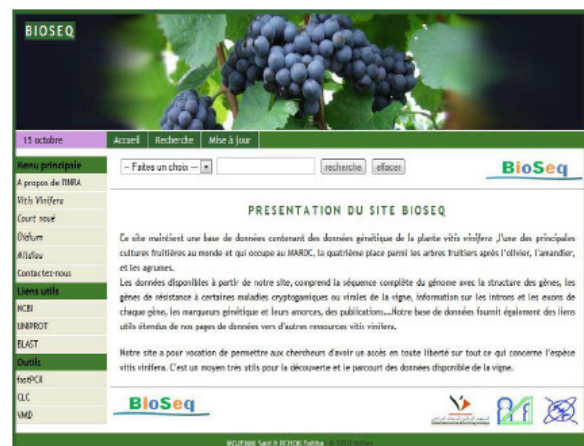 BIOSEQ
15 octobre
Accueil Recherche Mise à jour
Menu principale
-- Faites un choix --
recherche effacer
BioSeq
A propos de l'INRA
Vitis Vinifera
Court noué
Oidium
Mildiou
Contactez-nous
Liens utils
NCBI
UNIPROT
BLAST
Outils
fastPCR
CLC
VMD
PRESENTATION DU SITE BIOSEQ
Ce site maintient une base de données contenant des données génétique de la plante vitis vinifera ,l'une des principales
cultures fruitières au monde et qui occupe au MAROC, la quatrième place parmi les arbres fruitiers après l'olivier, l'amandier,
et les agrumes.
Les données disponibles à partir de notre site, comprend la séquence complète du génome avec la structure des gènes, les
gènes de résistance à certaines maladies cryptogamiques ou virales de la vigne, information sur les introns et les exons de
chaque gène, les marqueurs génétique et leurs amorces, des publications....Notre base de données fournit également des liens
utils étendus de nos pages de données vers d'autres ressources vitis vinifera.
Notre site a pour vocation de permettre aux chercheurs d'avoir un accès en toute liberté sur tout ce qui concerne l'espèce
vitis vinifera. C'est un moyen très utils pour la découverte et le parcourt des données disponible de la vigne.
BioSeq
Said & Fatiha